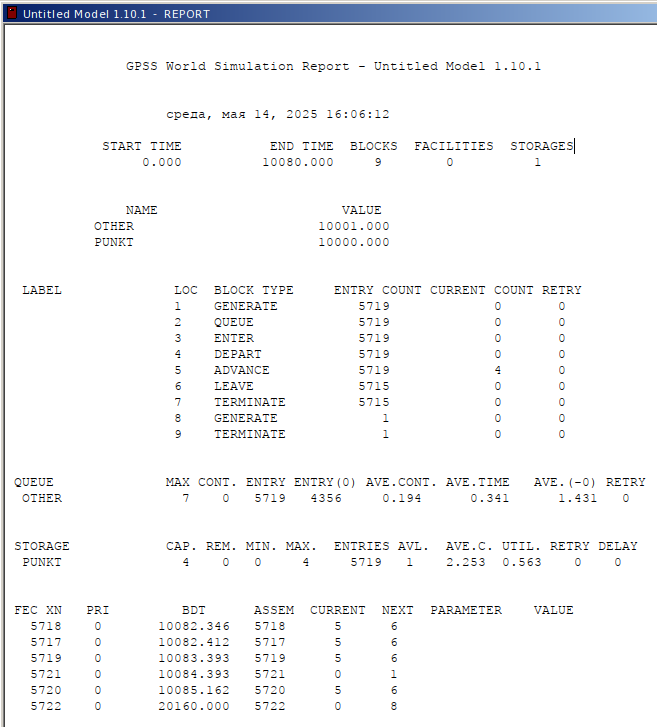 Untitled Model 1.10.1 - REPORT
GPSS World Simulation Report - Untitled Model 1.10.1
среда, мая 14, 2025 16:06:12
START TIME END TIME BLOCKS FACILITIES STORAGES
0.000 10080.000 9 0 1
NAME VALUE
OTHER 10001.000
PUNKT 10000.000
LABEL LOC BLOCK TYPE ENTRY COUNT CURRENT COUNT RETRY
1 GENERATE 5719 0 0
2 QUEUE 5719 0 0
3 ENTER 5719 0 0
4 DEPART 5719 0 0
5 ADVANCE 5719 4 0
6 LEAVE 5715 0 0
7 TERMINATE 5715 0 0
8 GENERATE 1 0 0
9 TERMINATE 1 0 0
QUEUE MAX CONT. ENTRY ENTRY(0) AVE.CONT. AVE.TIME AVE.(-0) RETRY
OTHER 7 0 5719 4356 0.194 0.341 1.431 0
STORAGE CAP. REM. MIN. MAX. ENTRIES AVL. AVE.C. UTIL. RETRY DELAY
PUNKT 4 0 0 4 5719 1 2.253 0.563 0 0
FEC XN PRI BDT ASSEM CURRENT NEXT PARAMETER VALUE
5718 0 10082.346 5718 5 6
5717 0 10082.412 5717 5 6
5719 0 10083.393 5719 5 6
5721 0 10084.393 5721 0 1
5720 0 10085.162 5720 5 6
5722 0 20160.000 5722 0 8